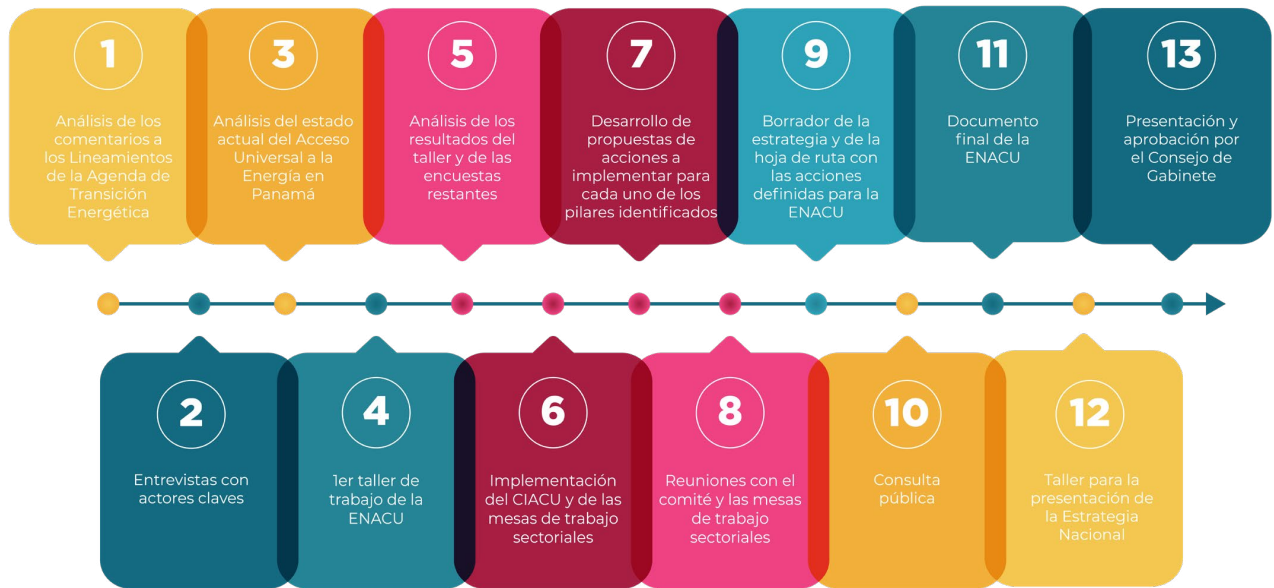 1
Análisis de los
comentarios a
los Lineamientos
de la Agenda de
Transición
Energética
3
Análisis del estado
actual del Acceso
Universal a la
Energía en
Panamá
5
Análisis de los
resultados del
taller y de las
encuestas
restantes
7
Desarrollo de
propuestas de
acciones a
implementar para
cada uno de los
pilares identificados
9
Borrador de la
estrategia y de la
hoja de ruta con
las acciones
definidas para la
ENACU
11
Documento
final de la
ENACU
13
Presentación y
aprobación por
el Consejo de
Gabinete
2
Entrevistas con
actores claves
4
1er taller de
trabajo de la
ENACU
6
Implementación
del CIACU y de las
mesas de trabajo
sectoriales
8
Reuniones con el
comité y las mesas
de trabajo
sectoriales
10
Consulta
pública
12
Taller para la
presentación de
la Estrategia
Nacional